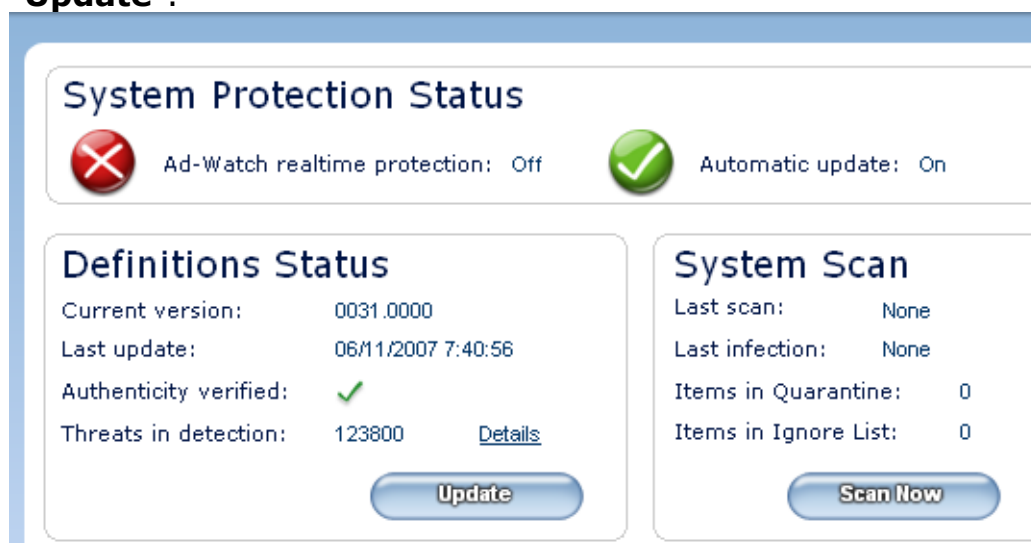 Update".
System Protection Status
Ad-Watch realtime protection: Off
Automatic update: On
Definitions Status
Current version: 0031.0000
Last update: 06/11/2007 7:40:56
Authenticity verified:
Threats in detection: 123800 Details
Update
System Scan
Last scan: None
Last infection: None
Items in Quarantine: 0
Items in Ignore List: 0
Scan Now